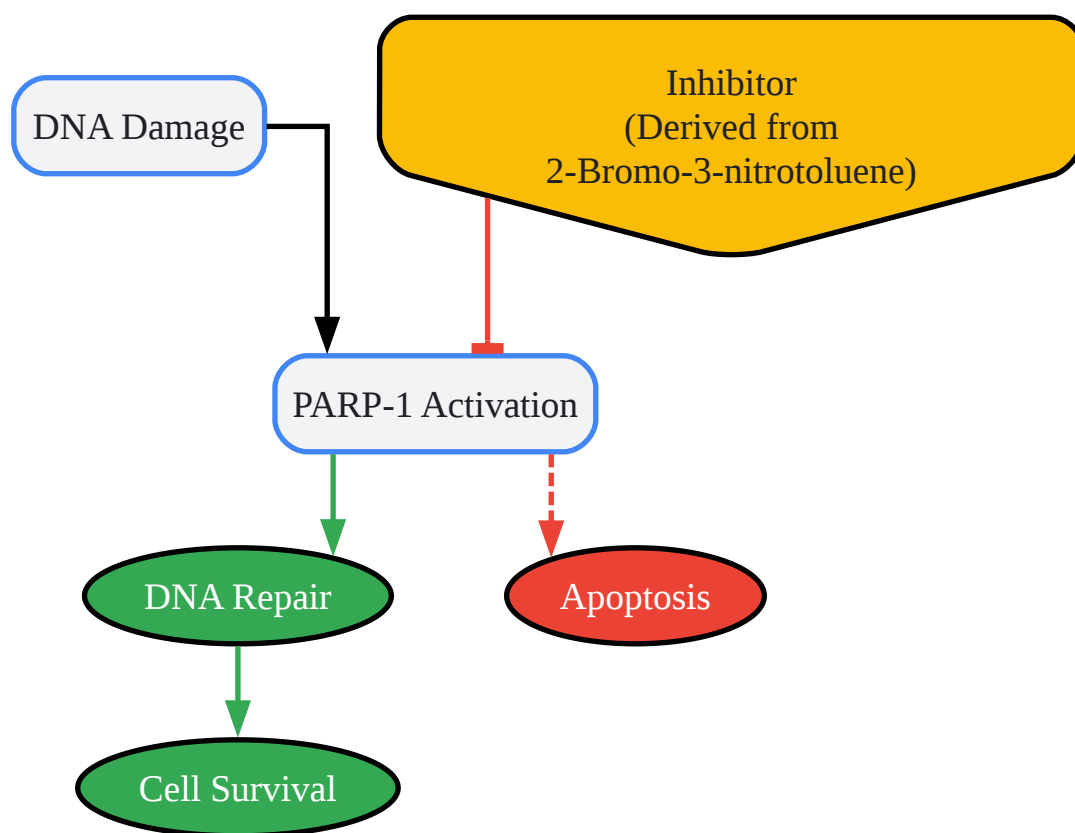 DNA Damage
Inhibitor
(Derived from
2-Bromo-3-nitrotoluene)
PARP-1 Activation
DNA Repair
Apoptosis
Cell Survival